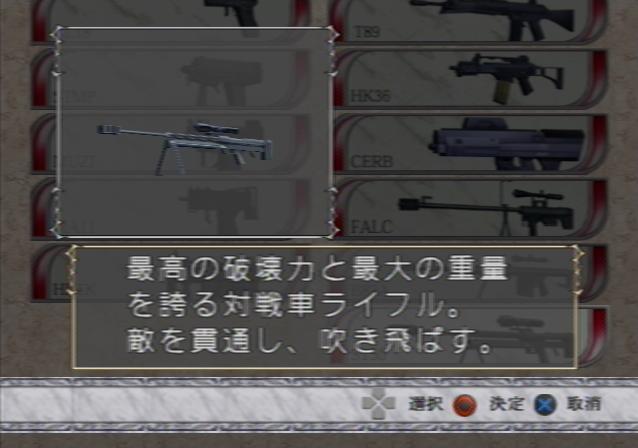 T89
HK36
CERB
FALC
最高の破壊力と最大の重量
を誇る対戦車ライフル。
敵を貫通し、吹き飛ばす。
選択 決定 取消